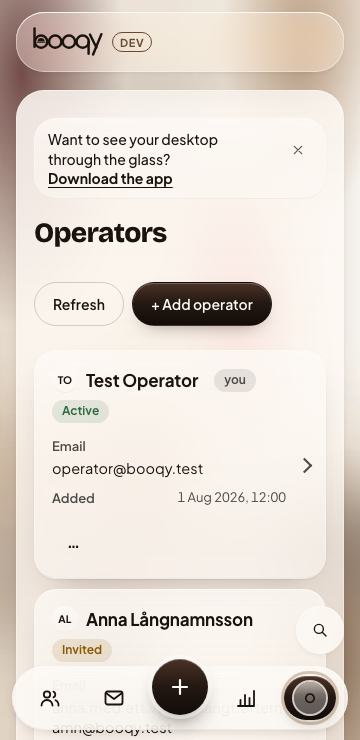 booqy DEV
Want to see your desktop
through the glass?
Download the app
Operators
Refresh
+ Add operator
TO Test Operator you
Active
Email
operator@booqy.test
Added 1 Aug 2026, 12:00
...
AL Anna Långnamnsson
Invited
Email